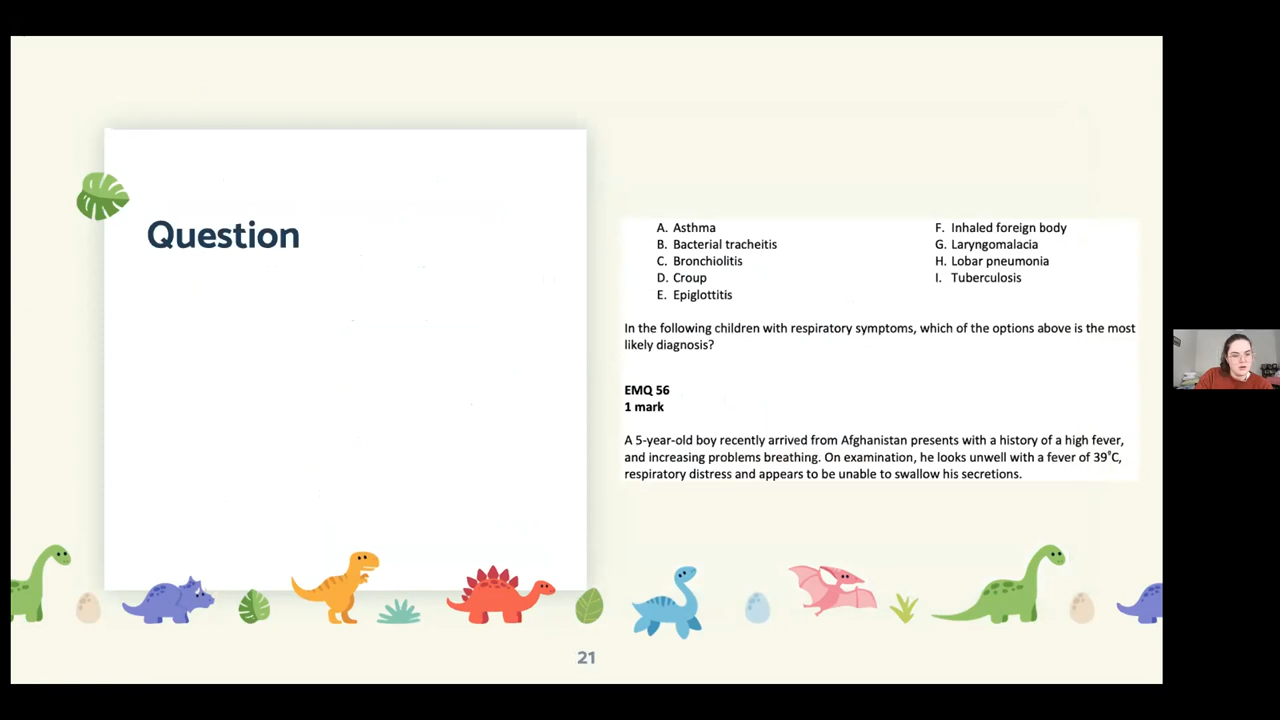 Question
A. Asthma
B. Bacterial tracheitis
C. Bronchiolitis
D. Croup
E. Epiglottitis
F. Inhaled foreign body
G. Laryngomalacia
H. Lobar pneumonia
I. Tuberculosis
In the following children with respiratory symptoms, which of the options above is the most
likely diagnosis?
EMQ 56
1 mark
A 5-year-old boy recently arrived from Afghanistan presents with a history of a high fever,
and increasing problems breathing. On examination, he looks unwell with a fever of 39˚C,
respiratory distress and appears to be unable to swallow his secretions.
21